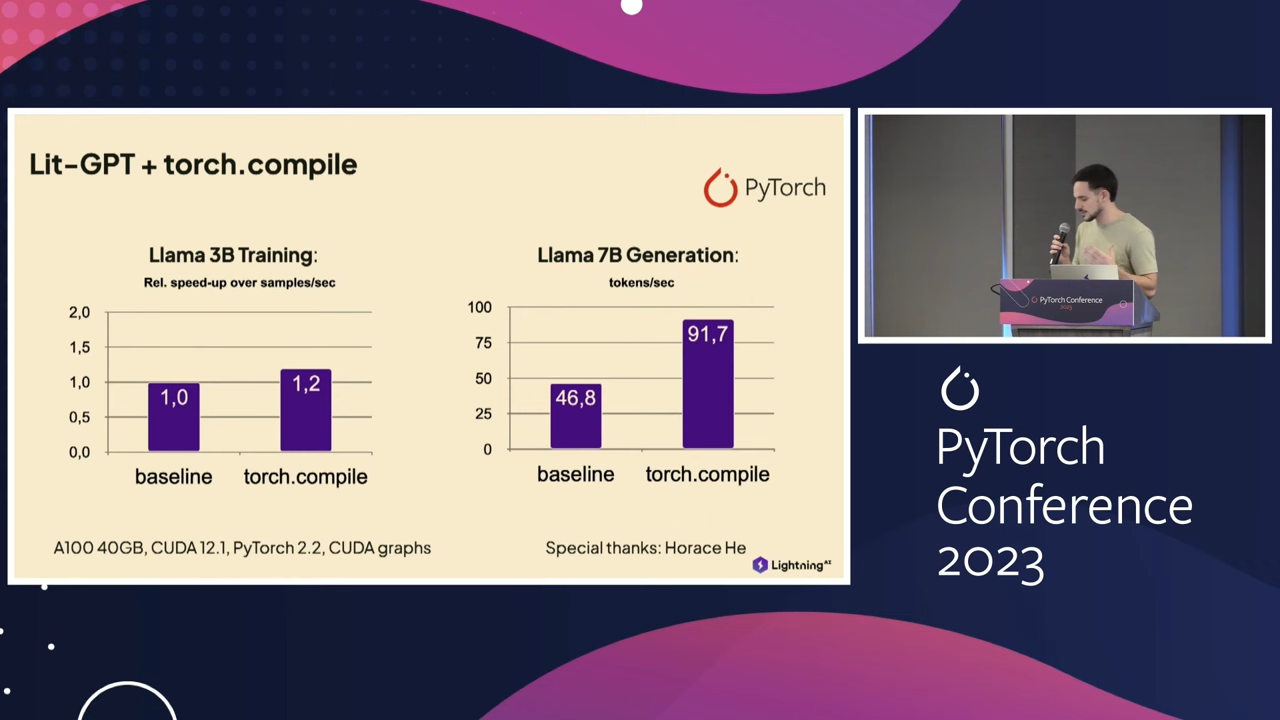 Lit-GPT + torch.compile
PyTorch
Llama 3B Training:
Rel. speed-up over samples/sec
2,0
1,5
1,0
0,5
0,0
1,0
1,2
baseline
torch.compile
Llama 7B Generation:
tokens/sec
100
75
50
25
0
46,8
91,7
baseline
torch.compile
A100 40GB, CUDA 12.1, PyTorch 2.2, CUDA graphs
Special thanks: Horace He
Lightning AI
PyTorch Conference
2023
PyTorch
Conference
2023